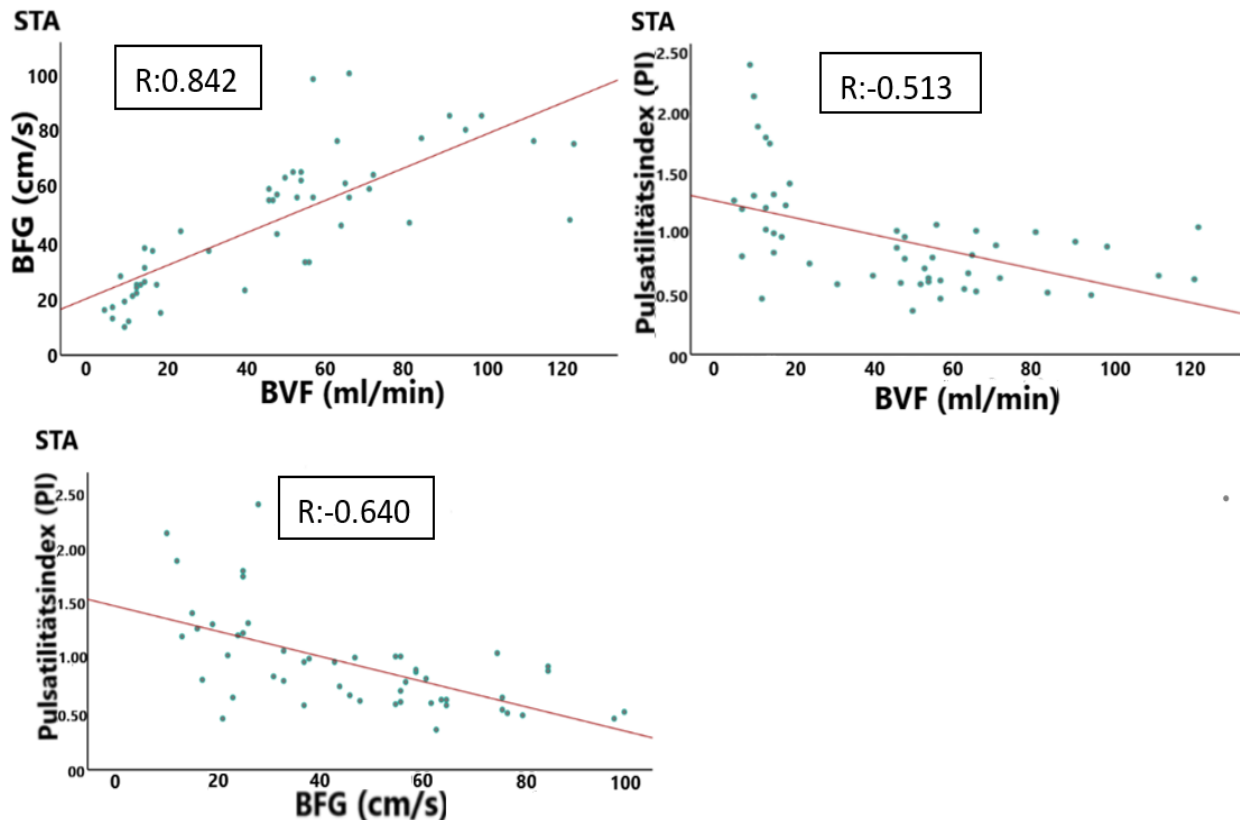 STA
R:0.842
BFG (cm/s)
100
80
60
40
20
0
0 20 40 60 80 100 120
BVF (ml/min)
STA
R:-0.513
Pulsatilitätsindex (PI)
2.50
2.00
1.50
1.00
0.50
00
0 20 40 60 80 100 120
BVF (ml/min)
STA
R:-0.640
Pulsatilitätsindex (PI)
2.50
2.00
1.50
1.00
0.50
00
0 20 40 60 80 100
BFG (cm/s)